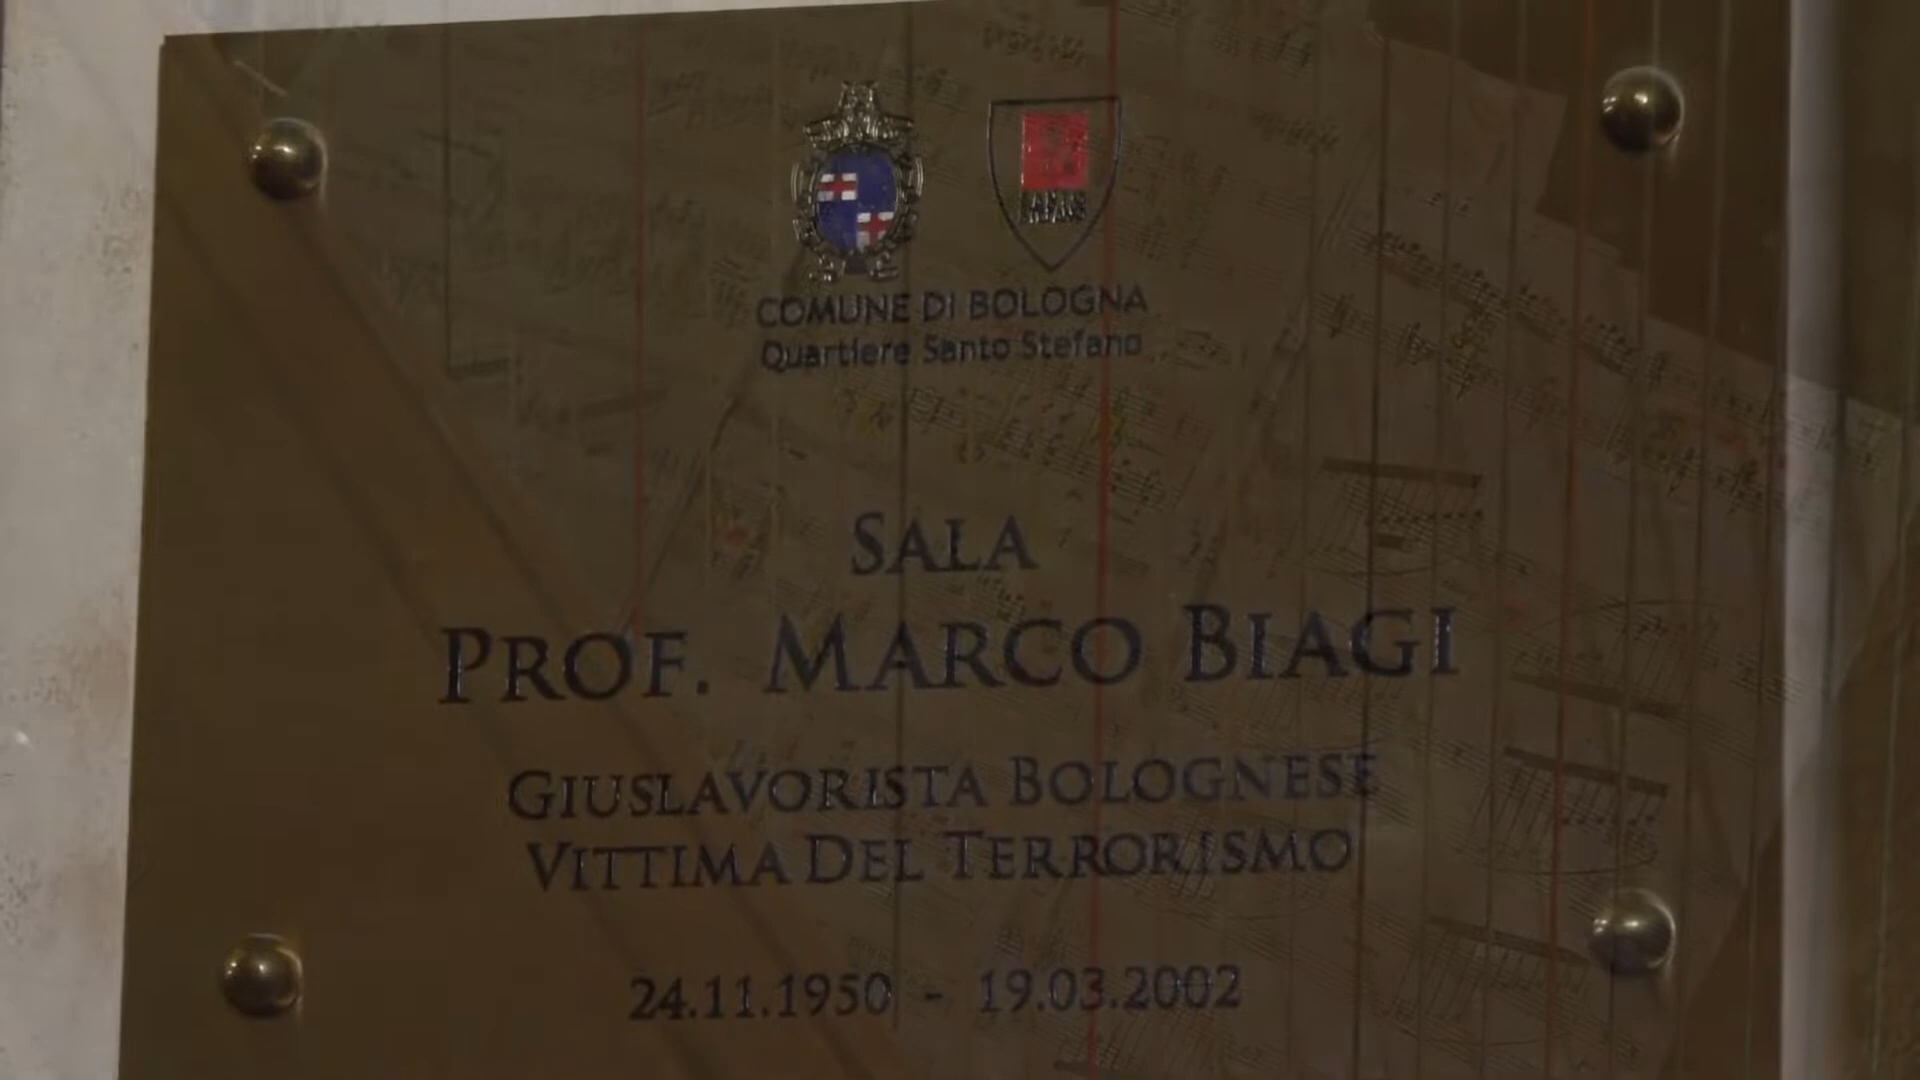 COMUNE DI BOLOGNA
Quartiere Santo Stefano
SALA
PROF. MARCO BIAGI
GIUSLAVORISTA BOLOGNESE
VITTIMA DEL TERRORISMO
24.11.1950 - 19.03.2002